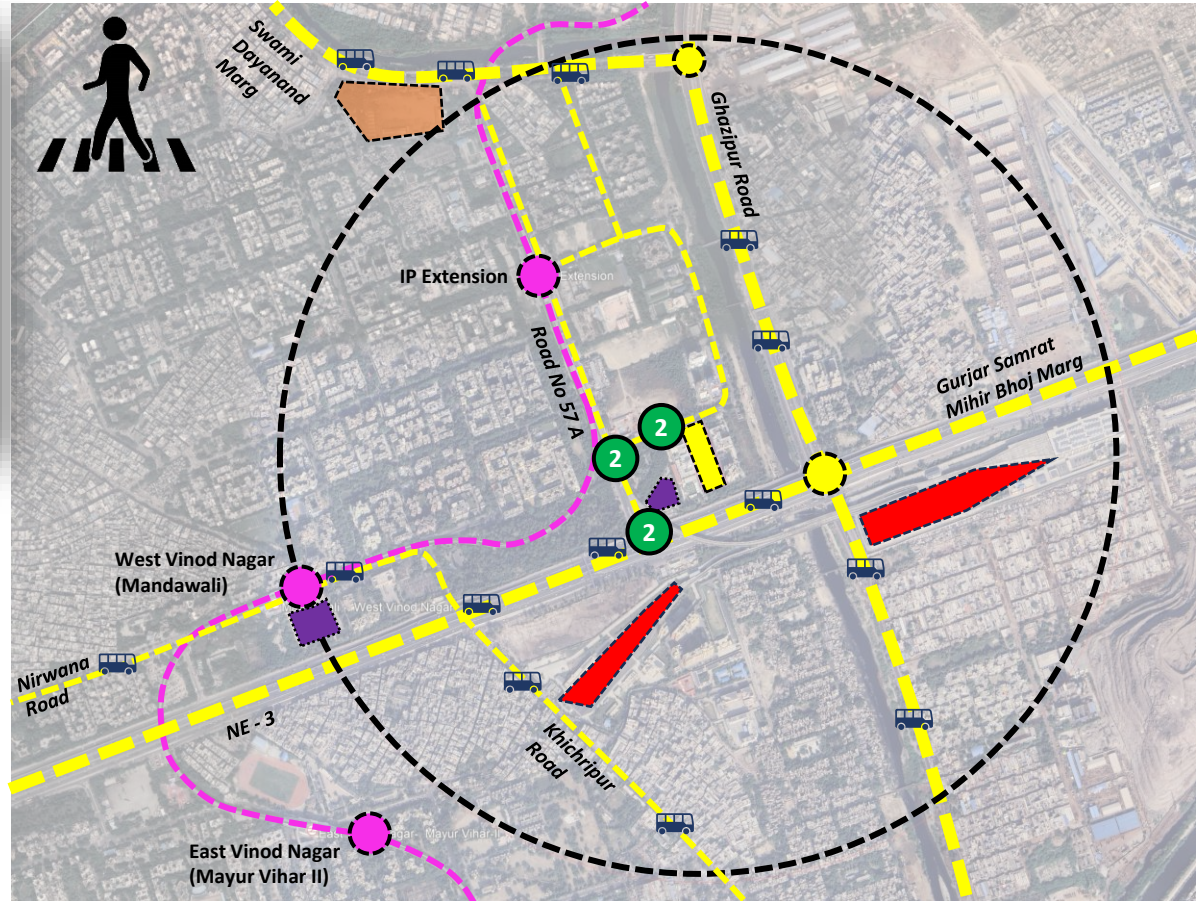 Swami
Dayanand
Marg
Ghazipur Road
IP Extension
Extension
Road No 57 A
Gurjar Samrat
Mihir Bhoj Marg
2
2
2
West Vinod Nagar
(Mandawali)
West Vinod Nagar
Nirwana
Road
NE - 3
Khichripur
Road
East Vinod Nagar
(Mayur Vihar II)
East
Nagar - Mayur Vihar-II